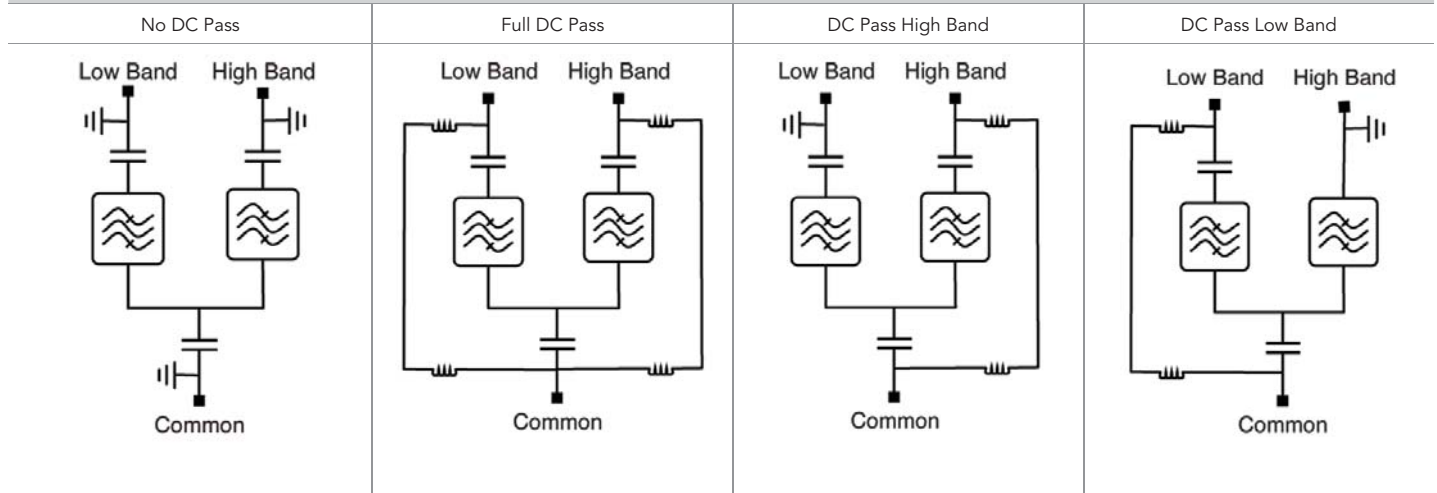 No DC Pass
Full DC Pass
DC Pass High Band
DC Pass Low Band
Low Band High Band
Low Band High Band
Low Band High Band
Low Band High Band
Common
Common
Common
Common